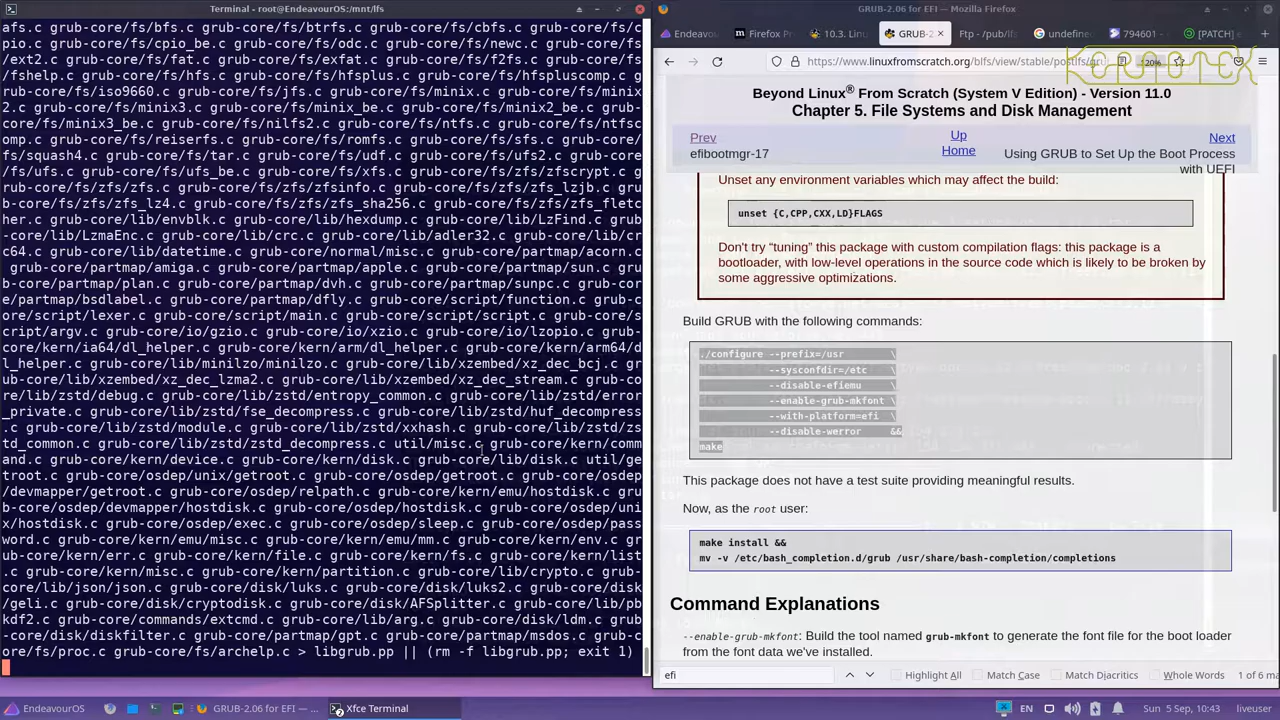 Terminal - root@EndeavourOS:/mnt/lfs
afs.c grub-core/fs/bfs.c grub-core/fs/btrfs.c grub-core/fs/cbfs.c grub-core/fs/c
pio.c grub-core/fs/cpio_be.c grub-core/fs/odc.c grub-core/fs/newc.c grub-core/fs
/ext2.c grub-core/fs/fat.c grub-core/fs/exfat.c grub-core/fs/f2fs.c grub-core/fs
/fshelp.c grub-core/fs/hfs.c grub-core/fs/hfsplus.c grub-core/fs/hfspluscomp.c g
rub-core/fs/iso9660.c grub-core/fs/jfs.c grub-core/fs/minix.c grub-core/fs/minix
2.c grub-core/fs/minix3.c grub-core/fs/minix_be.c grub-core/fs/minix2_be.c grub-
core/fs/minix3_be.c grub-core/fs/nilfs2.c grub-core/fs/ntfs.c grub-core/fs/ntfsc
omp.c grub-core/fs/reiserfs.c grub-core/fs/romfs.c grub-core/fs/sfs.c grub-core/
fs/squash4.c grub-core/fs/tar.c grub-core/fs/udf.c grub-core/fs/ufs2.c grub-core
/fs/ufs.c grub-core/fs/ufs_be.c grub-core/fs/xfs.c grub-core/fs/zfs/zfscrypt.c g
rub-core/fs/zfs/zfs.c grub-core/fs/zfs/zfsinfo.c grub-core/fs/zfs/zfs_lzjb.c gru
b-core/fs/zfs/zfs_lz4.c grub-core/fs/zfs/zfs_sha256.c grub-core/fs/zfs/zfs_fletc
her.c grub-core/lib/envblk.c grub-core/lib/hexdump.c grub-core/lib/LzFind.c grub
-core/lib/LzmaEnc.c grub-core/lib/crc.c grub-core/lib/adler32.c grub-core/lib/cr
c64.c grub-core/lib/datetime.c grub-core/normal/misc.c grub-core/partmap/acorn.c
grub-core/partmap/amiga.c grub-core/partmap/apple.c grub-core/partmap/sun.c gru
b-core/partmap/plan.c grub-core/partmap/dvh.c grub-core/partmap/sunpc.c grub-cor
e/partmap/bsdlabel.c grub-core/partmap/dfly.c grub-core/script/function.c grub-c
ore/script/lexer.c grub-core/script/main.c grub-core/script/script.c grub-core/s
cript/argv.c grub-core/io/gzio.c grub-core/io/xzio.c grub-core/io/lzopio.c grub-
core/kern/ia64/dl_helper.c grub-core/kern/arm/dl_helper.c grub-core/kern/arm64/d
l_helper.c grub-core/lib/minilzo/minilzo.c grub-core/lib/xzembed/xz_dec_bcj.c gr
ub-core/lib/xzembed/xz_dec_lzma2.c grub-core/lib/xzembed/xz_dec_stream.c grub-co
re/lib/zstd/debug.c grub-core/lib/zstd/entropy_common.c grub-core/lib/zstd/error
_private.c grub-core/lib/zstd/fse_decompress.c grub-core/lib/zstd/huf_decompress
.c grub-core/lib/zstd/module.c grub-core/lib/zstd/xxhash.c grub-core/lib/zstd/zs
td_common.c grub-core/lib/zstd/zstd_decompress.c util/misc.c grub-core/kern/comm
and.c grub-core/kern/device.c grub-core/kern/disk.c grub-core/lib/disk.c util/ge
troot.c grub-core/osdep/unix/getroot.c grub-core/osdep/getroot.c grub-core/osdep
/devmapper/getroot.c grub-core/osdep/relpath.c grub-core/kern/emu/hostdisk.c gru
b-core/osdep/devmapper/hostdisk.c grub-core/osdep/hostdisk.c grub-core/osdep/uni
x/hostdisk.c grub-core/osdep/exec.c grub-core/osdep/sleep.c grub-core/osdep/pass
word.c grub-core/kern/emu/misc.c grub-core/kern/emu/mm.c grub-core/kern/env.c gr
ub-core/kern/err.c grub-core/kern/file.c grub-core/kern/fs.c grub-core/kern/list
.c grub-core/kern/misc.c grub-core/kern/partition.c grub-core/lib/crypto.c grub-
core/lib/json/json.c grub-core/disk/luks.c grub-core/disk/luks2.c grub-core/disk
/geli.c grub-core/disk/cryptodisk.c grub-core/disk/AFSplitter.c grub-core/lib/pb
kdf2.c grub-core/commands/extcmd.c grub-core/lib/arg.c grub-core/disk/ldm.c grub
-core/disk/diskfilter.c grub-core/partmap/gpt.c grub-core/partmap/msdos.c grub-c
ore/fs/proc.c grub-core/fs/archelp.c > libgrub.pp || (rm -f libgrub.pp; exit 1)
GRUB-2.06 for EFI — Mozilla Firefox
Endeavour Firefox Pr 10.3. Linu GRUB-2 Ftp - /pub/lfs undefined 794601 - [PATCH] e
https://www.linuxfromscratch.org/blfs/view/stable/postlfs/gru 120%
Beyond Linux® From Scratch (System V Edition) - Version 11.0
Chapter 5. File Systems and Disk Management
Prev Up Next
efibootmgr-17 Home Using GRUB to Set Up the Boot Process
with UEFI
Unset any environment variables which may affect the build:
unset {C,CPP,CXX,LD}FLAGS
Don't try “tuning” this package with custom compilation flags: this package is a
bootloader, with low-level operations in the source code which is likely to be broken by
some aggressive optimizations.
Build GRUB with the following commands:
./configure --prefix=/usr \
--sysconfdir=/etc \
--disable-efiemu \
--enable-grub-mkfont \
--with-platform=efi \
--disable-werror &&
make
This package does not have a test suite providing meaningful results.
Now, as the root user:
make install &&
mv -v /etc/bash_completion.d/grub /usr/share/bash-completion/completions
Command Explanations
--enable-grub-mkfont: Build the tool named grub-mkfont to generate the font file for the boot loader
from the font data we've installed.
efi Highlight All Match Case Match Diacritics Whole Words 1 of 6 ma
EndeavourOS GRUB-2.06 for EFI — ... Xfce Terminal EN Sun 5 Sep, 10:43 liveuser